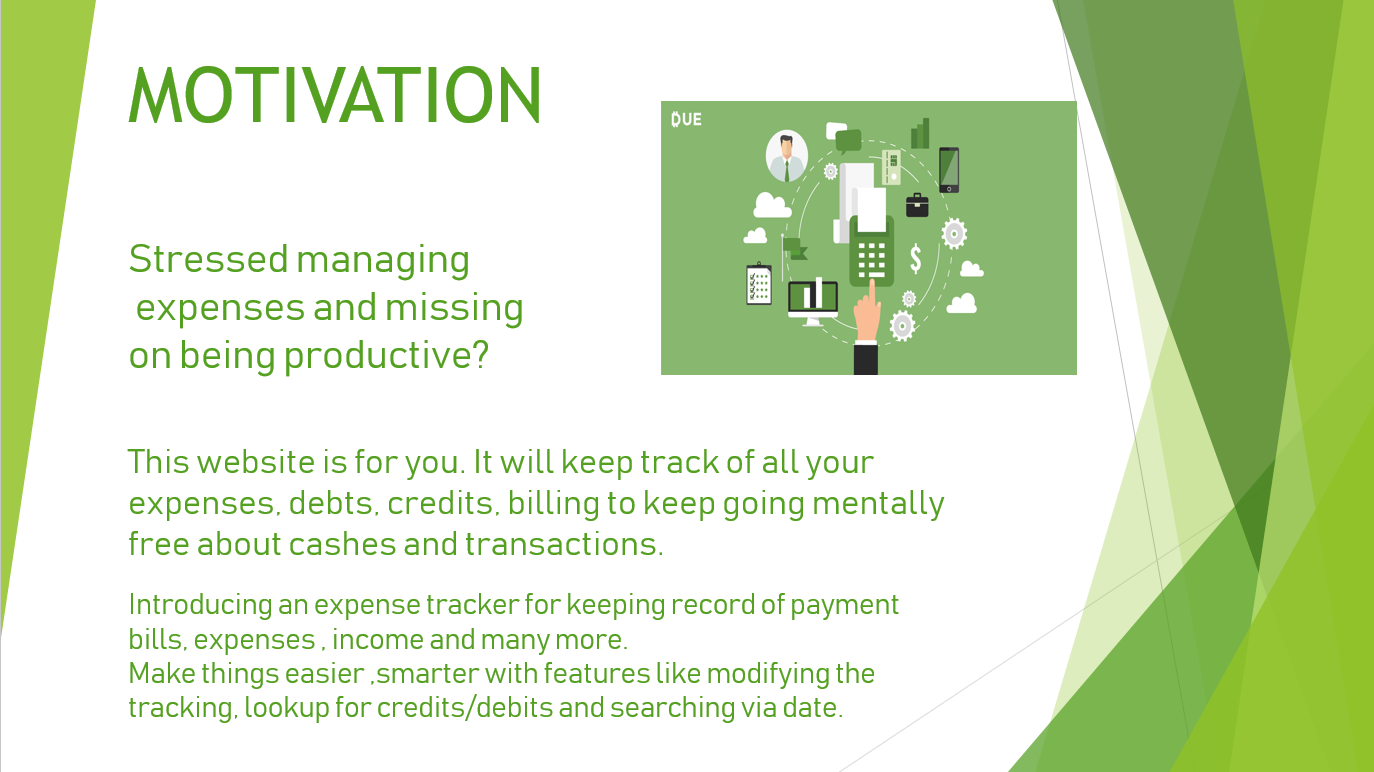 MOTIVATION
DUE
Stressed managing
expenses and missing
on being productive?
This website is for you. It will keep track of all your
expenses, debts, credits, billing to keep going mentally
free about cashes and transactions.
Introducing an expense tracker for keeping record of payment
bills, expenses , income and many more.
Make things easier ,smarter with features like modifying the
tracking, lookup for credits/debits and searching via date.
$